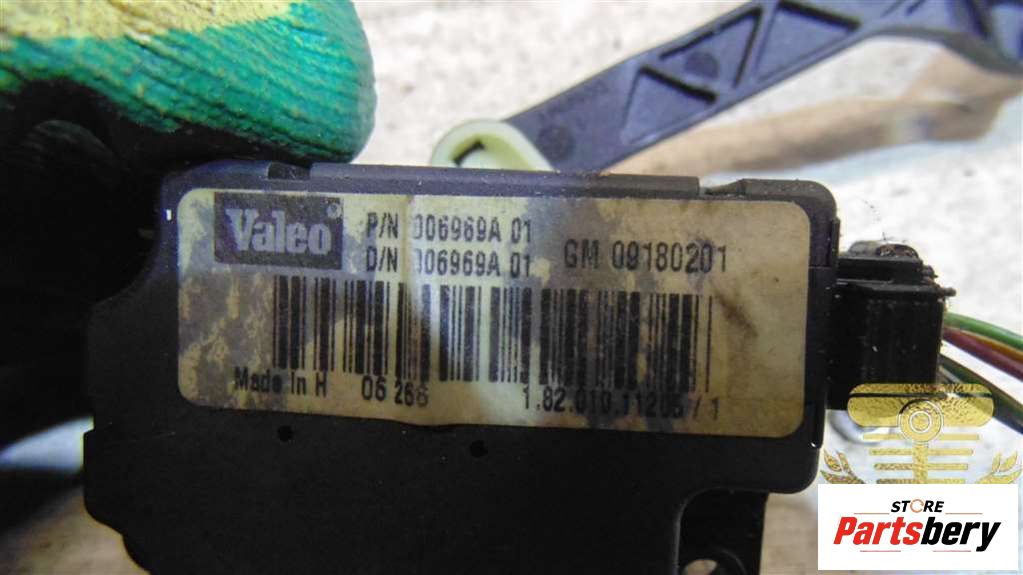 Valeo®
P/N 006969A 01
D/N 006969A 01
GM 09180201
Made In H 06 266
1.82.010.11205 / 1
STORE
Partsbery